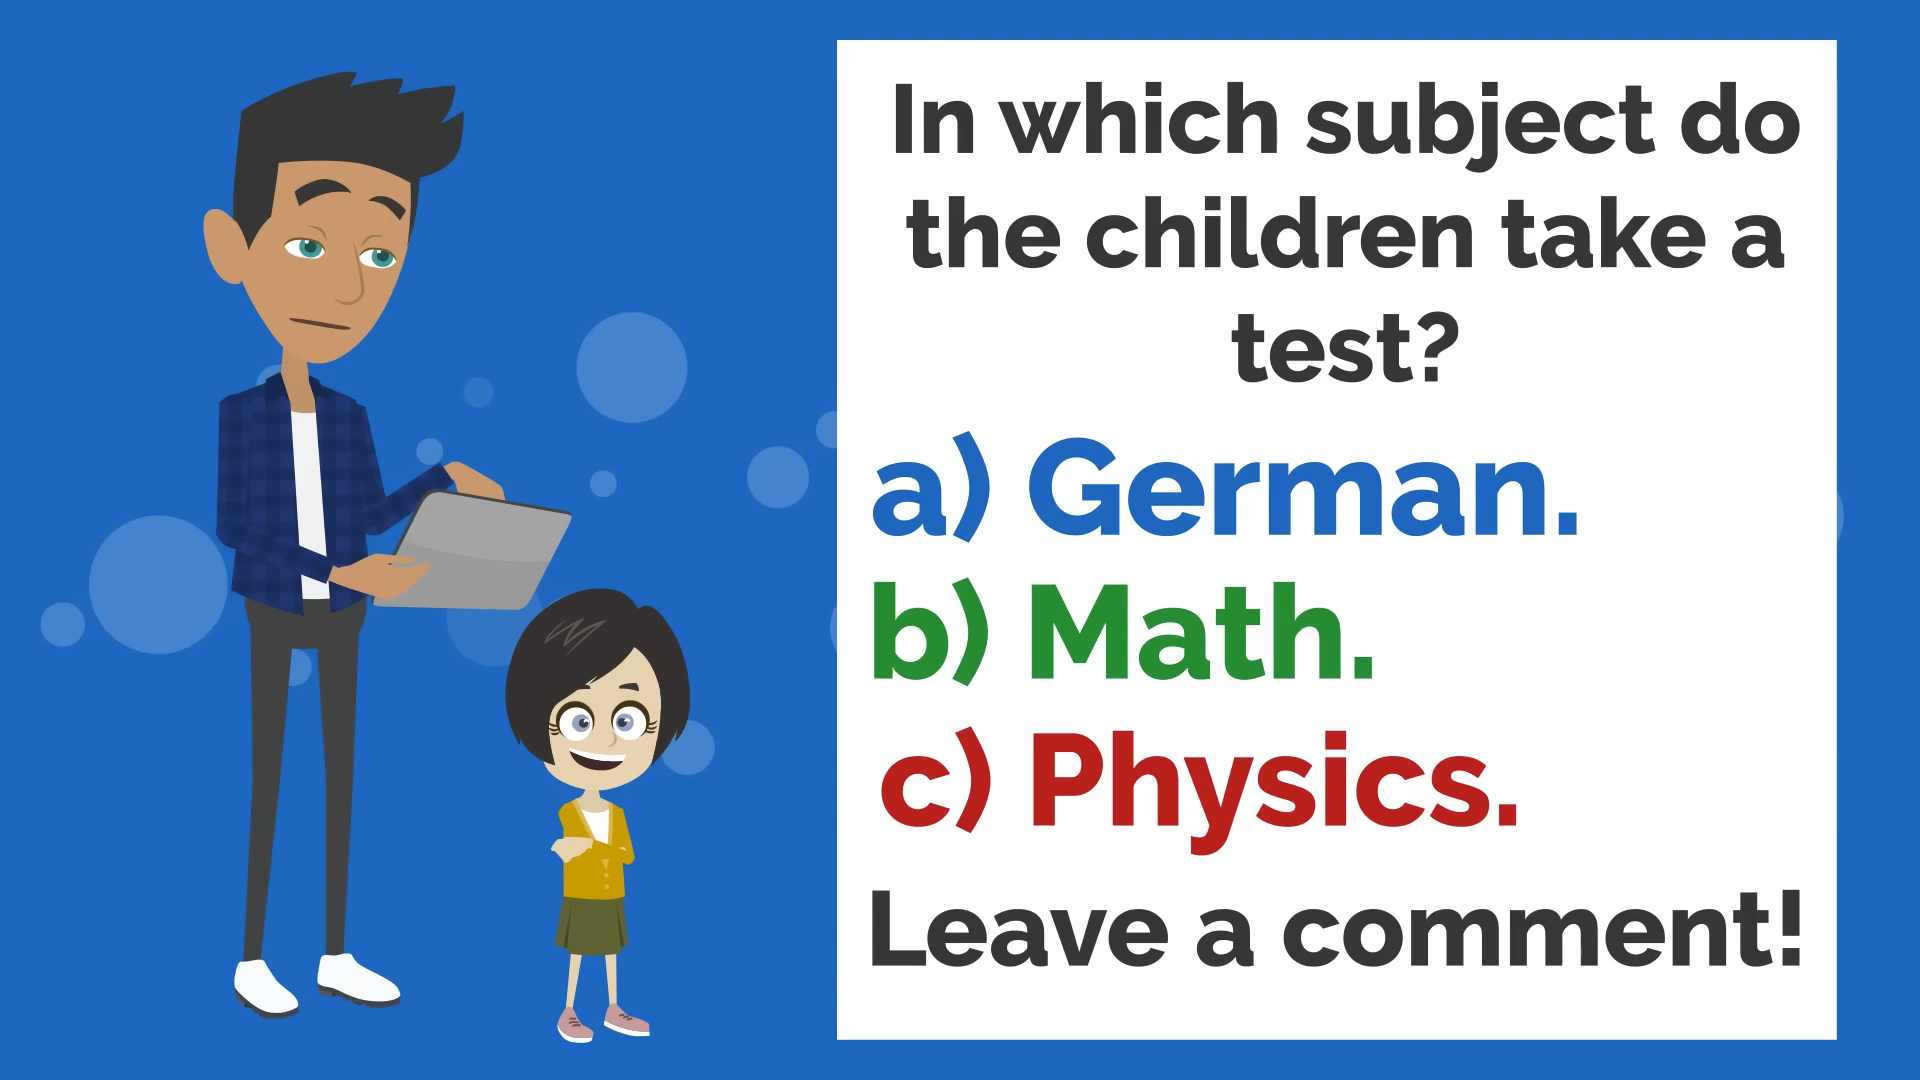 In which subject do
the children take a
test?
a) German.
b) Math.
c) Physics.
Leave a comment!